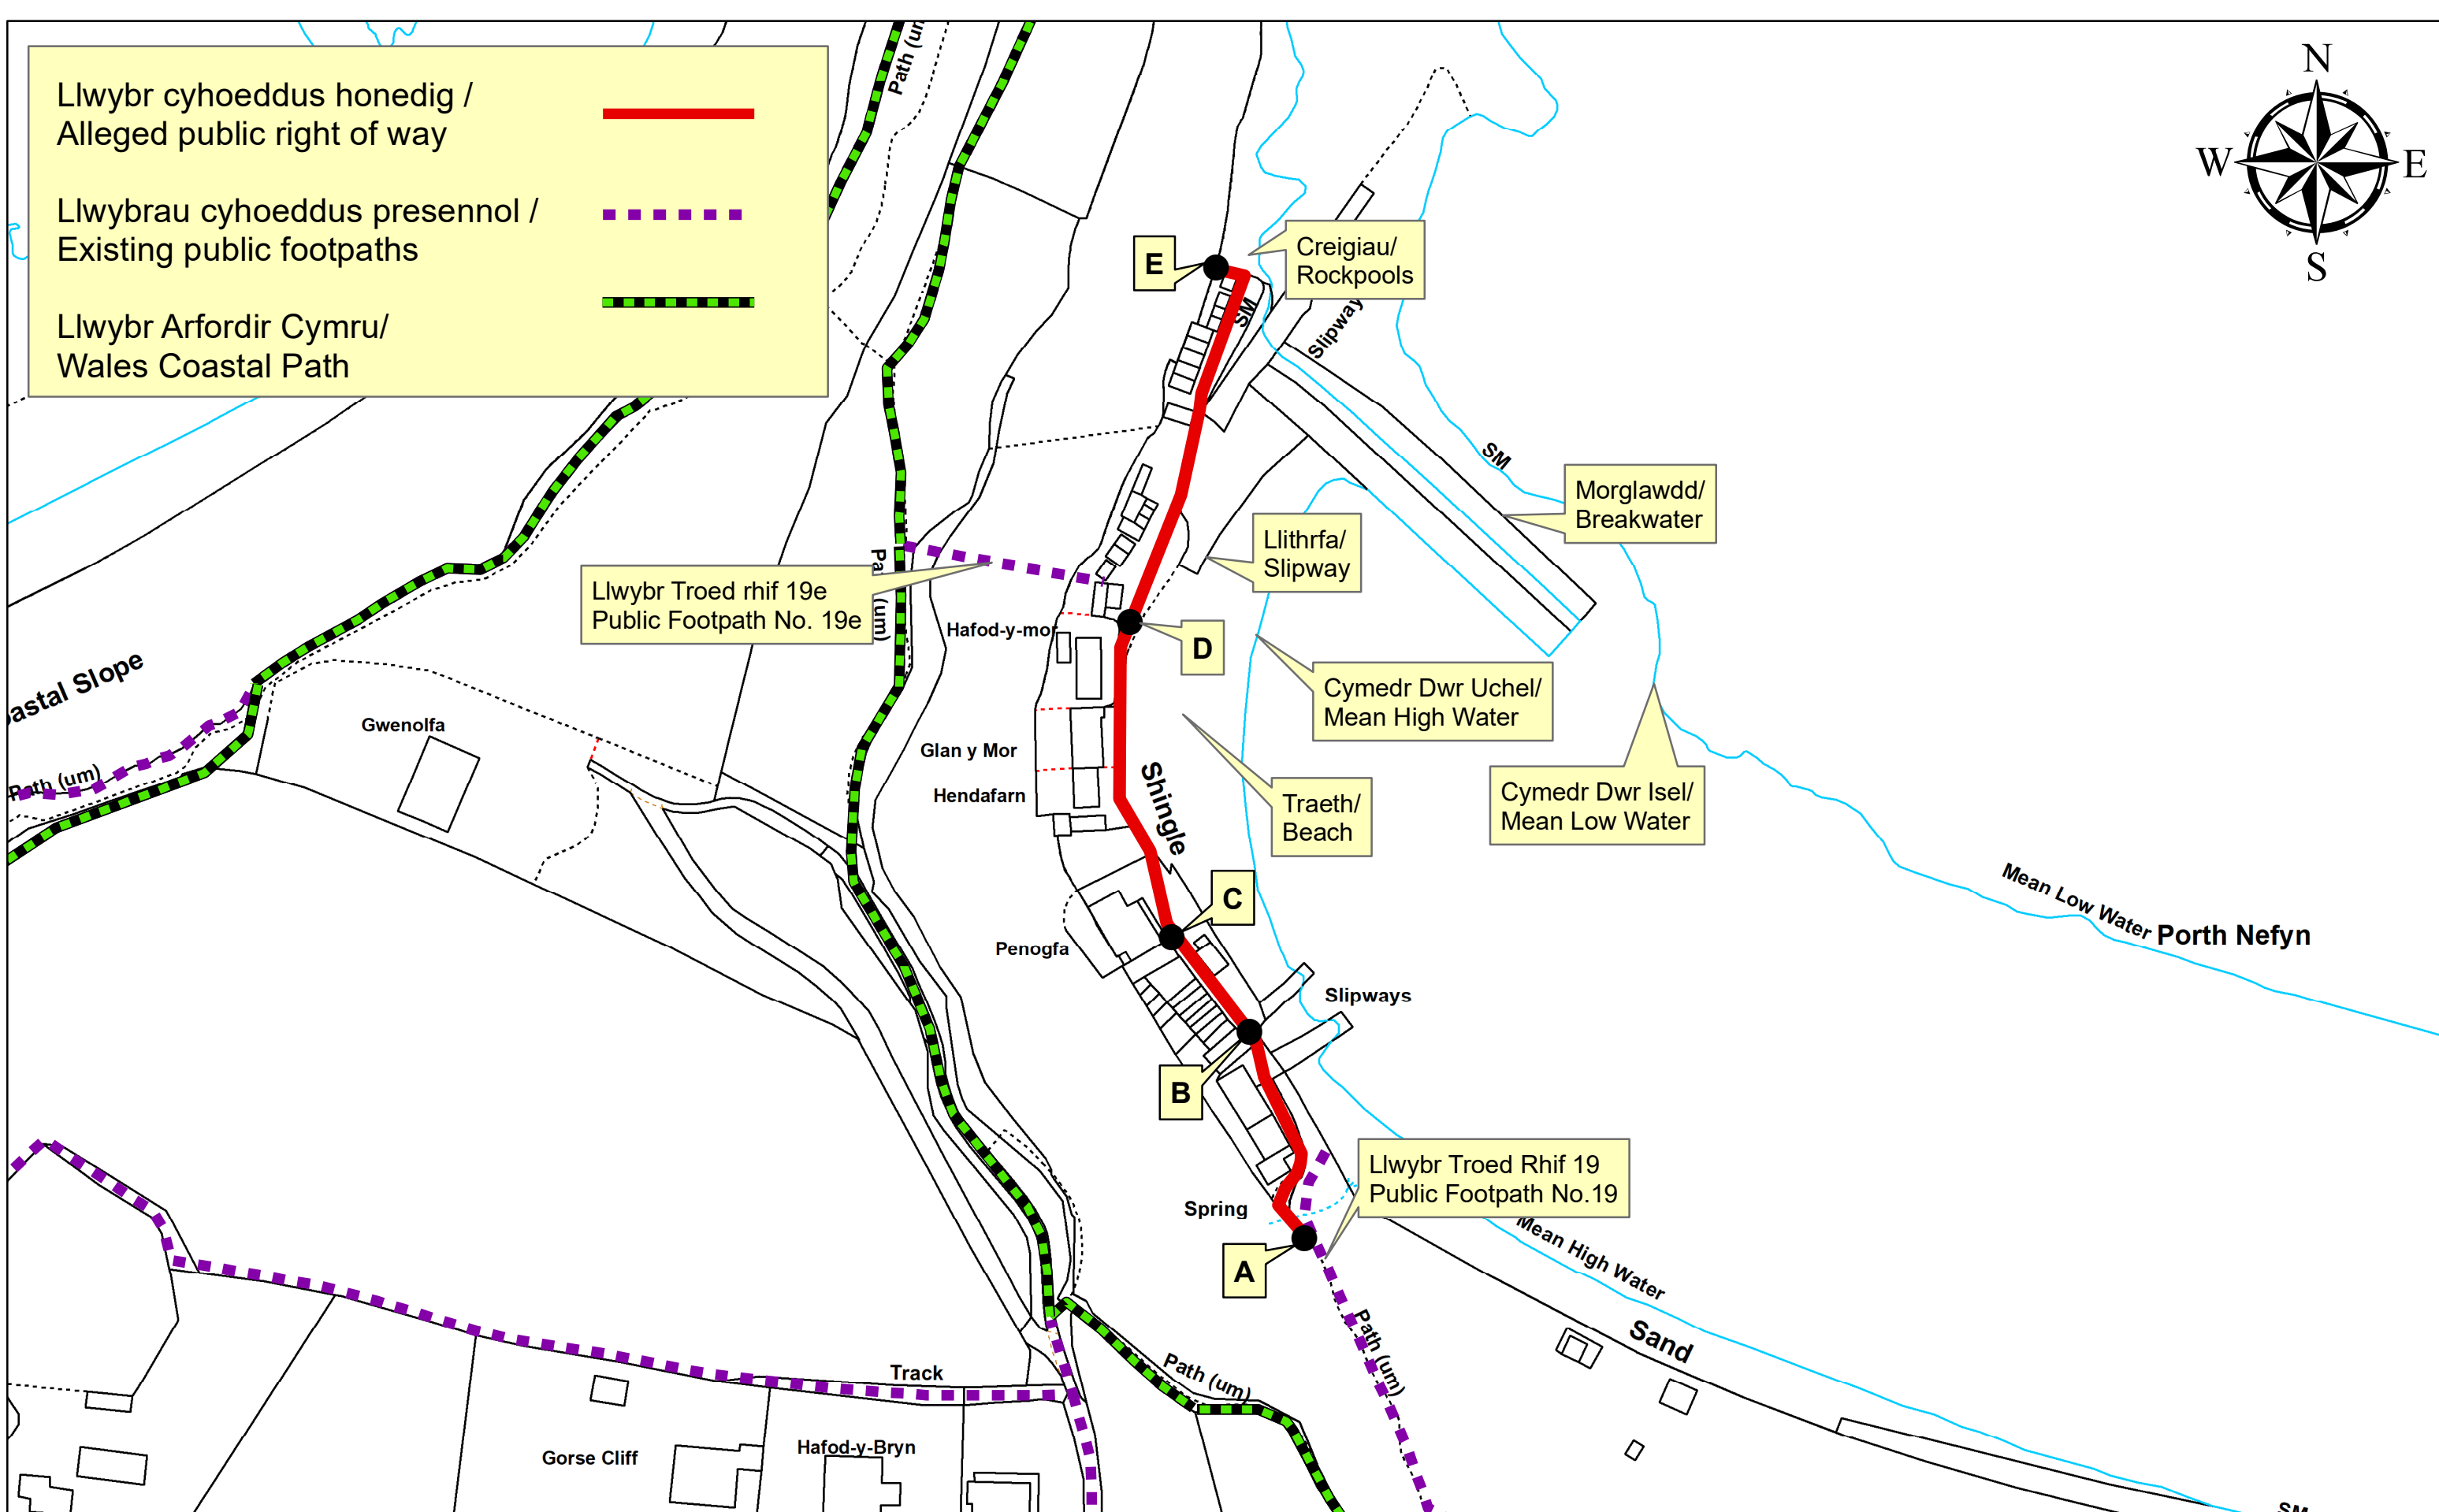 Llwybr cyhoeddus honedig /
Alleged public right of way
Llwybrau cyhoeddus presennol /
Existing public footpaths
Llwybr Arfordir Cymru/
Wales Coastal Path
N
W
E
S
E
Creigiau/
Rockpools
SM
Slipway
SM
Morglawdd/
Breakwater
Llithrfa/
Slipway
Llwybr Troed rhif 19e
Public Footpath No. 19e
(um)
Hafod-y-mor
D
Cymedr Dwr Uchel/
Mean High Water
Gwenolfa
Glan y Mor
Hendafarn
Shingle
Traeth/
Beach
Cymedr Dwr Isel/
Mean Low Water
Path (um)
C
Mean Low Water
Porth Nefyn
Penogfa
Slipways
B
Llwybr Troed Rhif 19
Public Footpath No.19
Spring
A
Mean High Water
Sand
Path (um)
Path (um)
Track
Gorse Cliff
Hafod-y-Bryn